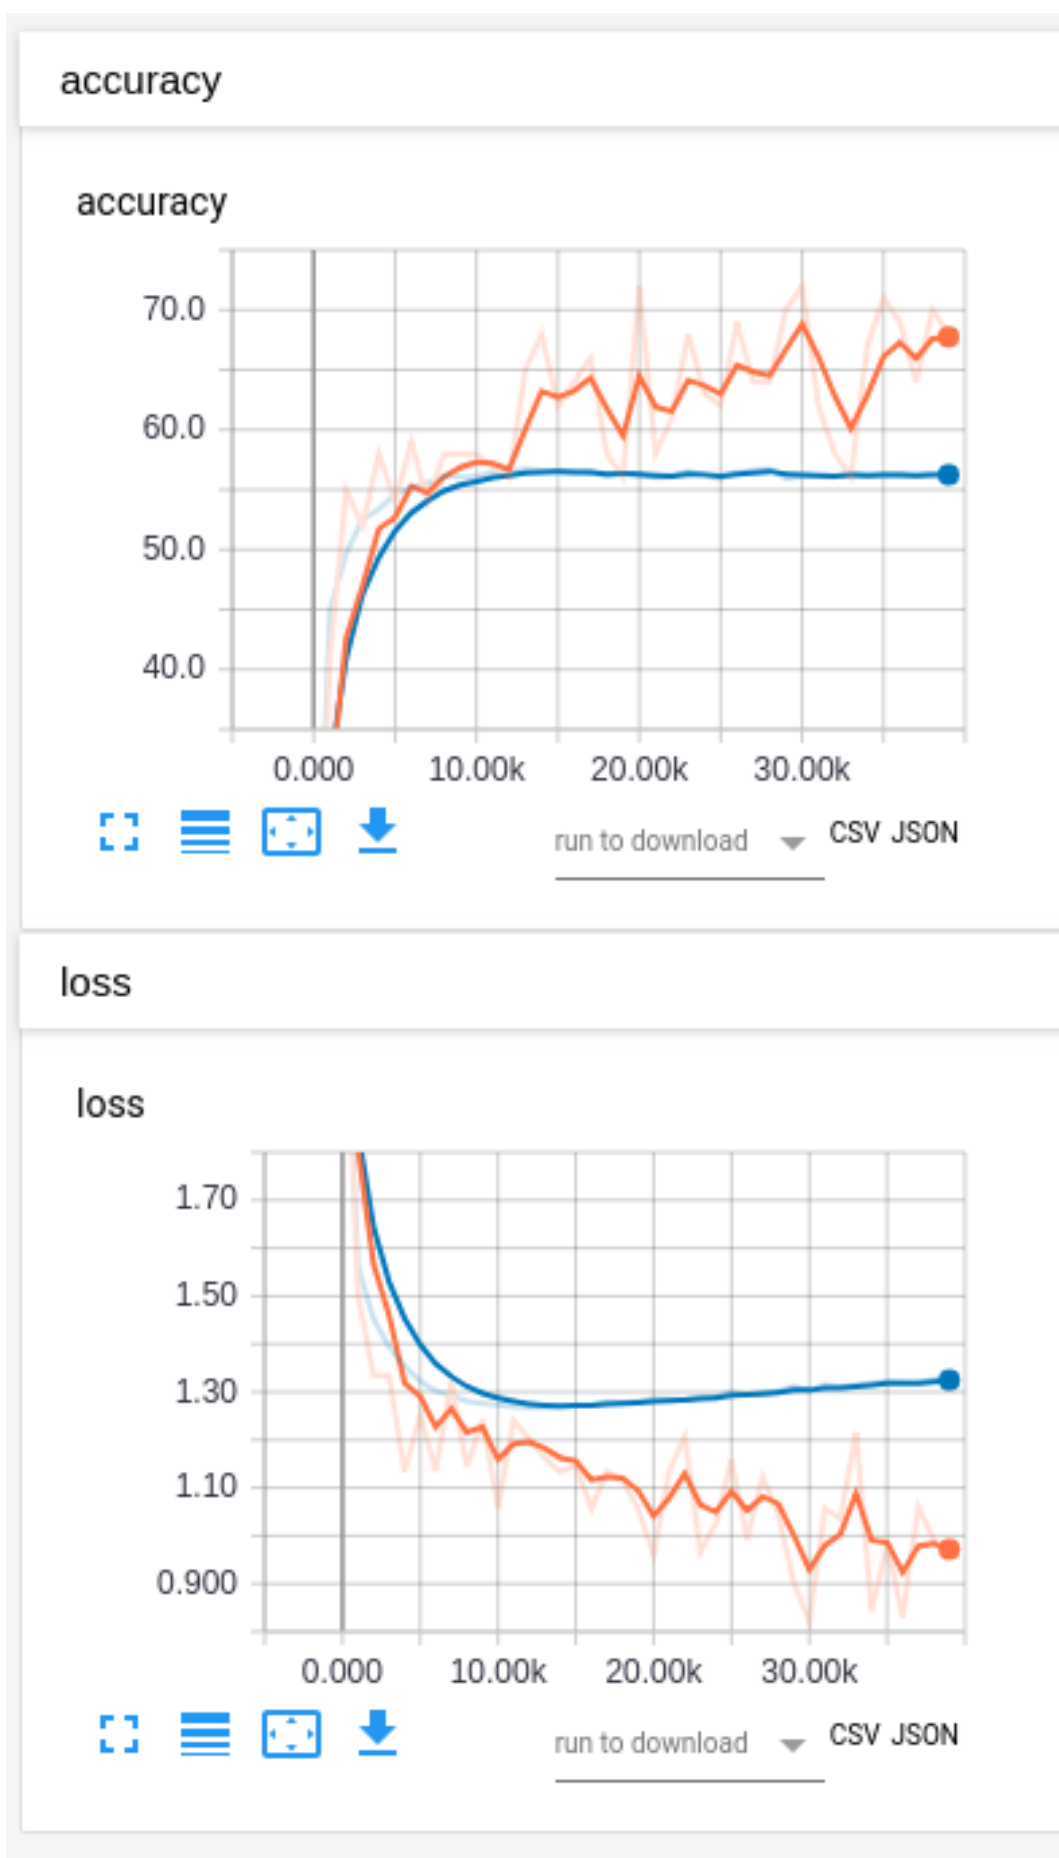 accuracy
accuracy
70.0
60.0
50.0
40.0
0.000 10.00k 20.00k 30.00k
run to download CSV JSON
loss
loss
1.70
1.50
1.30
1.10
0.900
0.000 10.00k 20.00k 30.00k
run to download CSV JSON